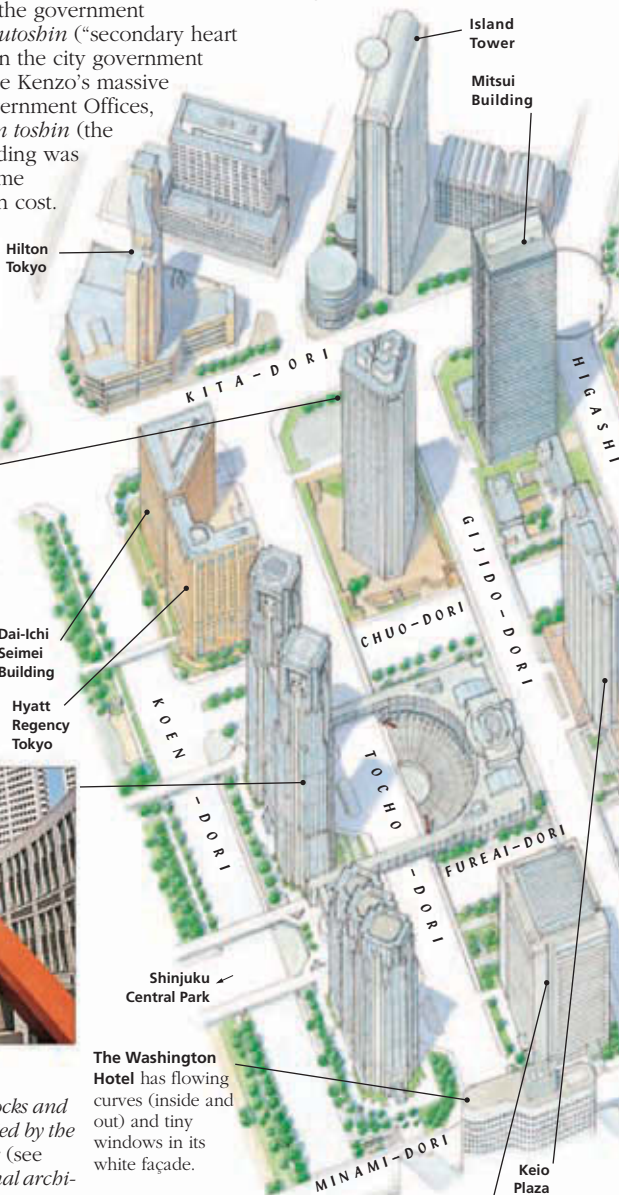 the government
utoshin (“secondary heart
n the city government
e Kenzo’s massive
ernment Offices,
n toshin (the
ding was
me
n cost.
Island
Tower
Mitsui
Building
Hilton
Tokyo
KITA-DORI
HIGASHI
GIJIDO-DORI
CHUO-DORI
Dai-Ichi
Seimei
Building
Hyatt
Regency
Tokyo
KOEN-DORI
TOCHO-DORI
FUREAI-DORI
Shinjuku
Central Park
The Washington
Hotel has flowing
curves (inside and
out) and tiny
windows in its
white façade.
ocks and
ed by the
(see
nal archi-
MINAMI-DORI
Keio
Plaza